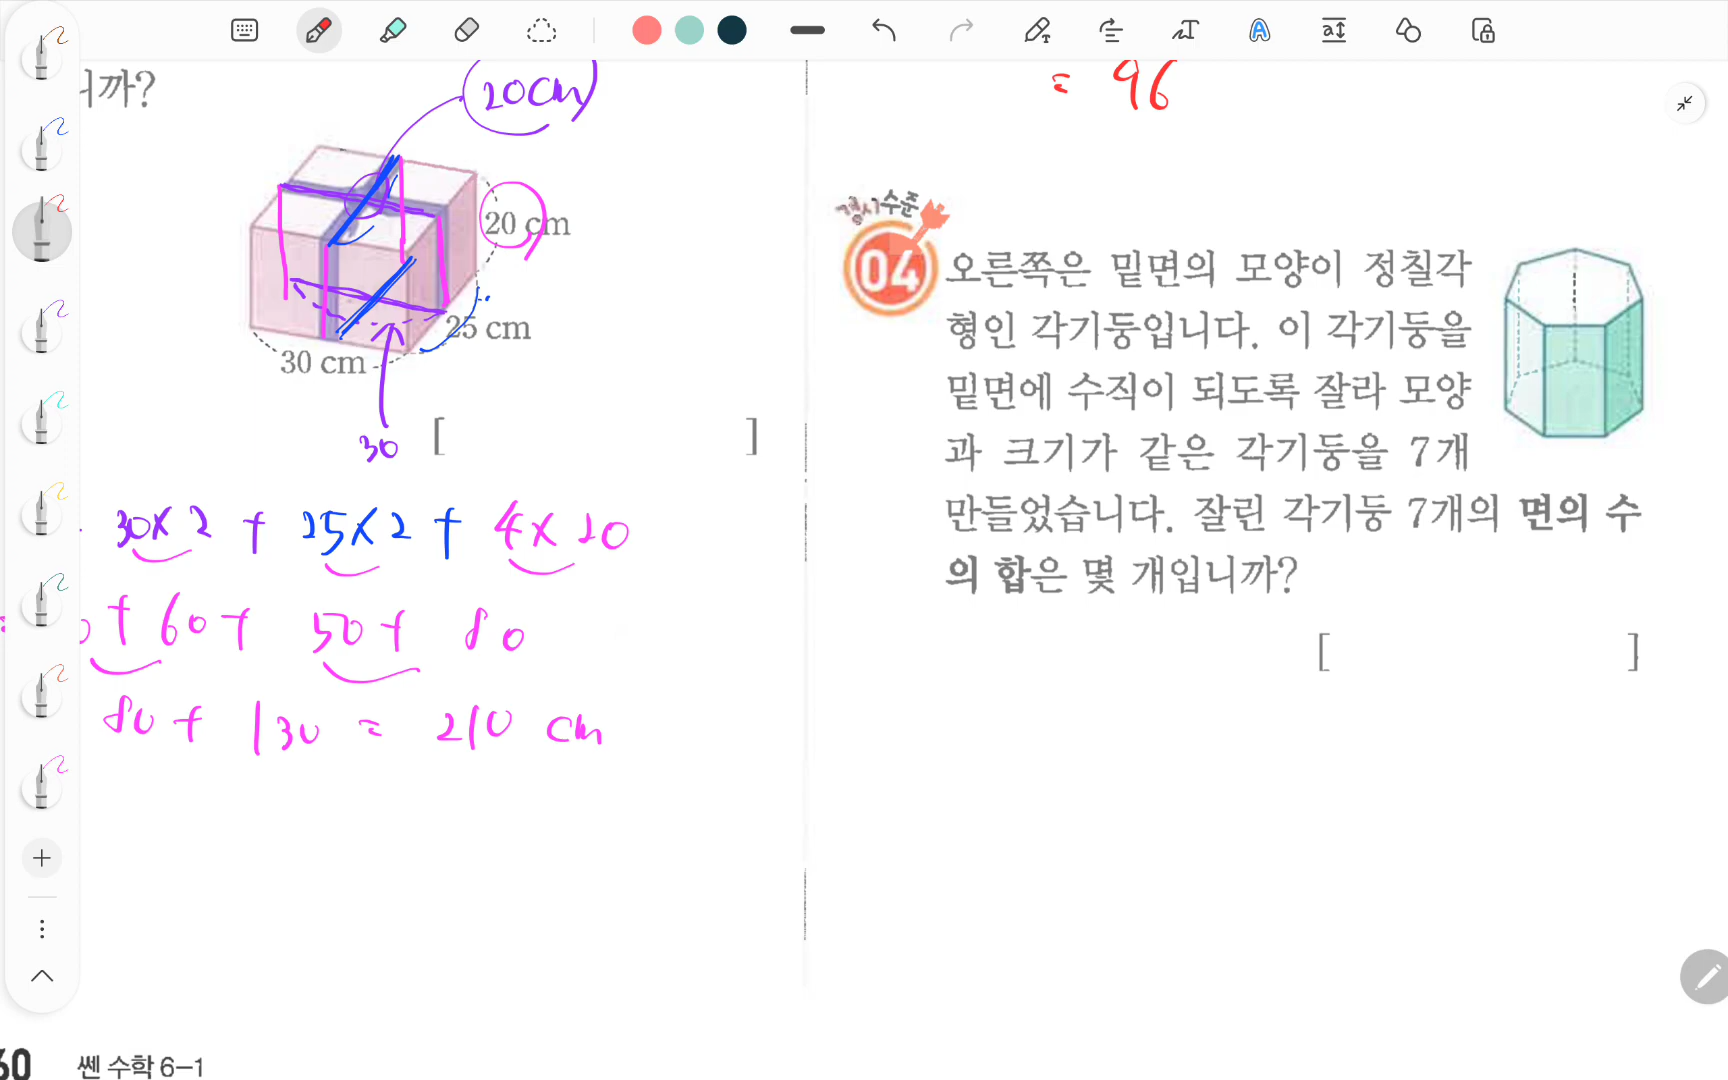 니까?
20cm
20 cm
25 cm
30 cm
30
[ ]
30×2 + 25×2 + 4×20
+ 60 + 50 + 80
80 + 130 = 210 cm
60 쎈 수학 6-1
= 96
경시수준
04 오른쪽은 밑면의 모양이 정칠각
형인 각기둥입니다. 이 각기둥을
밑면에 수직이 되도록 잘라 모양
과 크기가 같은 각기둥을 7개
만들었습니다. 잘린 각기둥 7개의 면의 수
의 합은 몇 개입니까?
[ ]